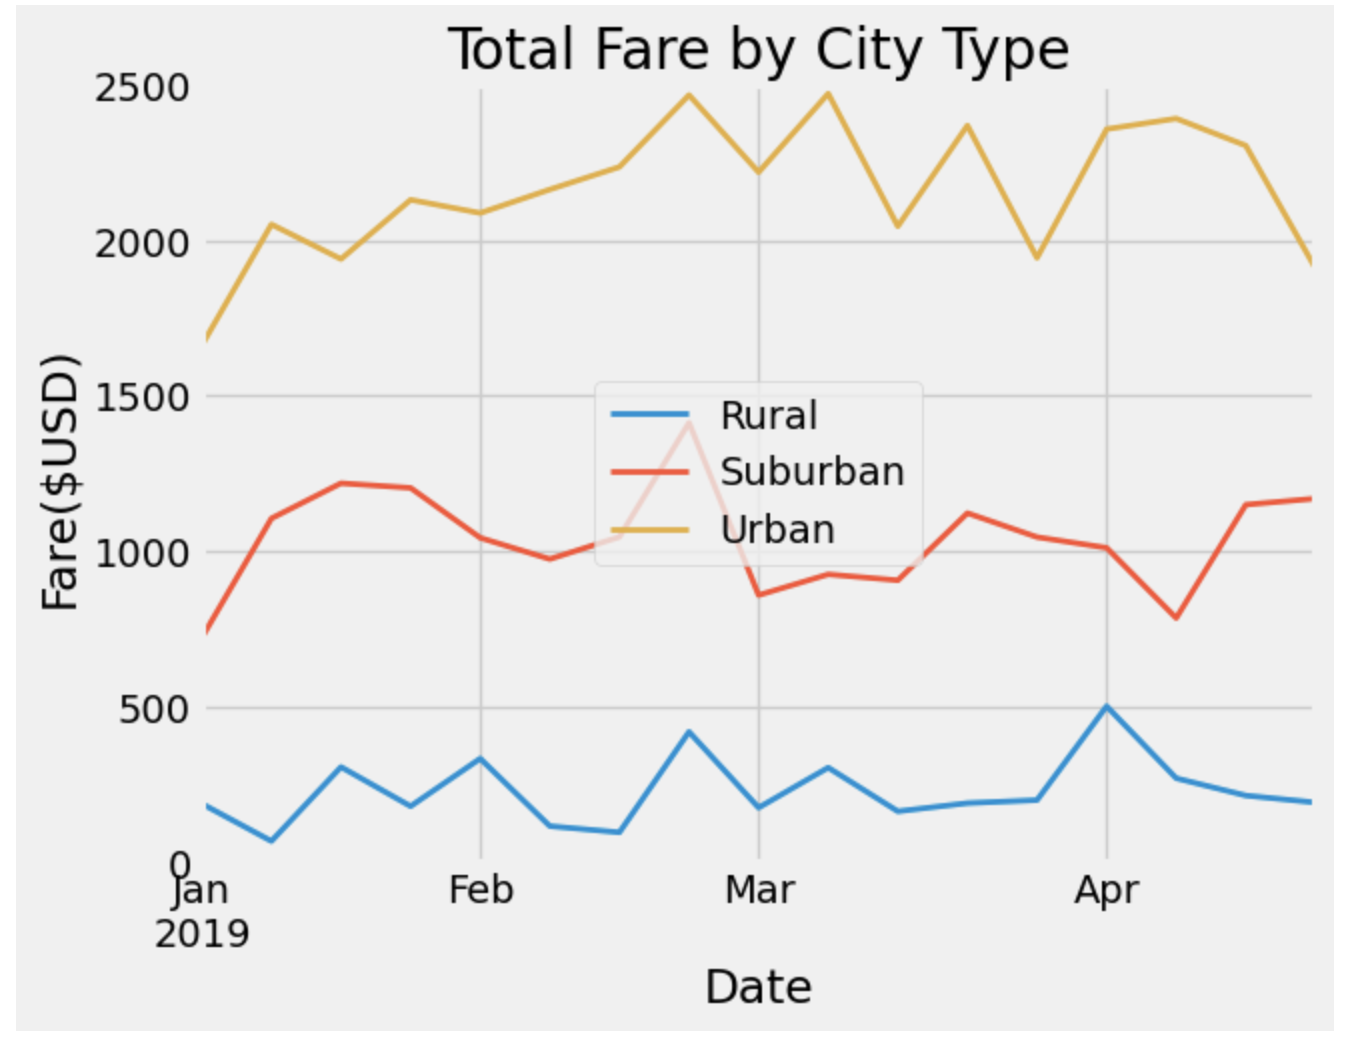 Total Fare by City Type
2500
2000
1500
1000
500
0
Fare($USD)
Rural
Suburban
Urban
Jan Feb Mar Apr
2019
Date